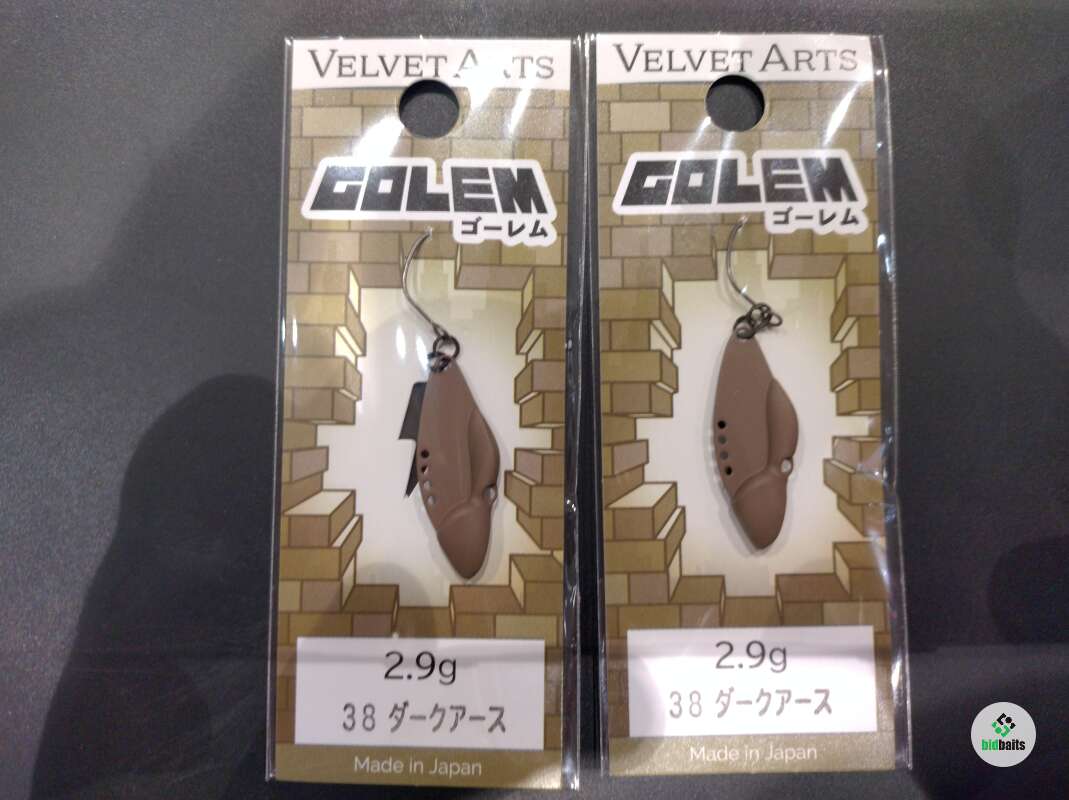 VELVET ARTS
GOLEM
ゴーレム
2.9g
38 ダークアース
Made in Japan
VELVET ARTS
GOLEM
ゴーレム
2.9g
38 ダークアース
Made in Japan
bidbaits